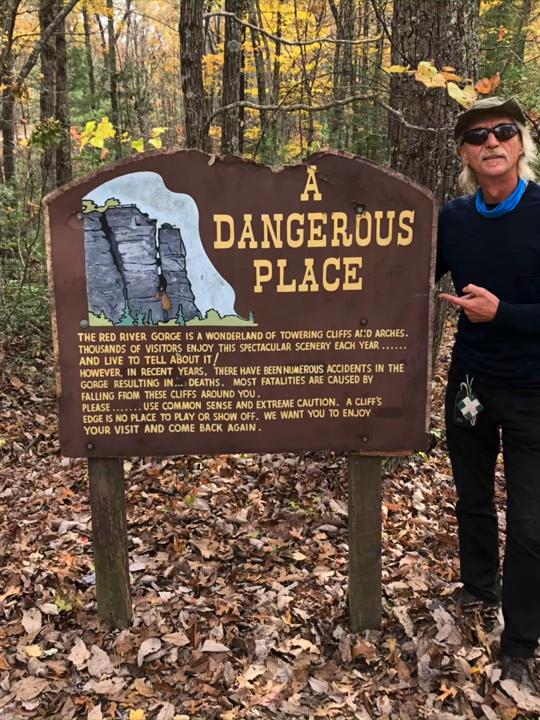 A
DANGEROUS
PLACE
THE RED RIVER GORGE IS A WONDERLAND OF TOWERING CLIFFS AND ARCHES.
THOUSANDS OF VISITORS ENJOY THIS SPECTACULAR SCENERY EACH YEAR ......
AND LIVE TO TELL ABOUT IT!
HOWEVER, IN RECENT YEARS, THERE HAVE BEEN NUMEROUS ACCIDENTS IN THE
GORGE RESULTING IN... DEATHS. MOST FATALITIES ARE CAUSED BY
FALLING FROM THESE CLIFFS AROUND YOU.
PLEASE ....... USE COMMON SENSE AND EXTREME CAUTION. A CLIFF'S
EDGE IS NO PLACE TO PLAY OR SHOW OFF. WE WANT YOU TO ENJOY
YOUR VISIT AND COME BACK AGAIN.